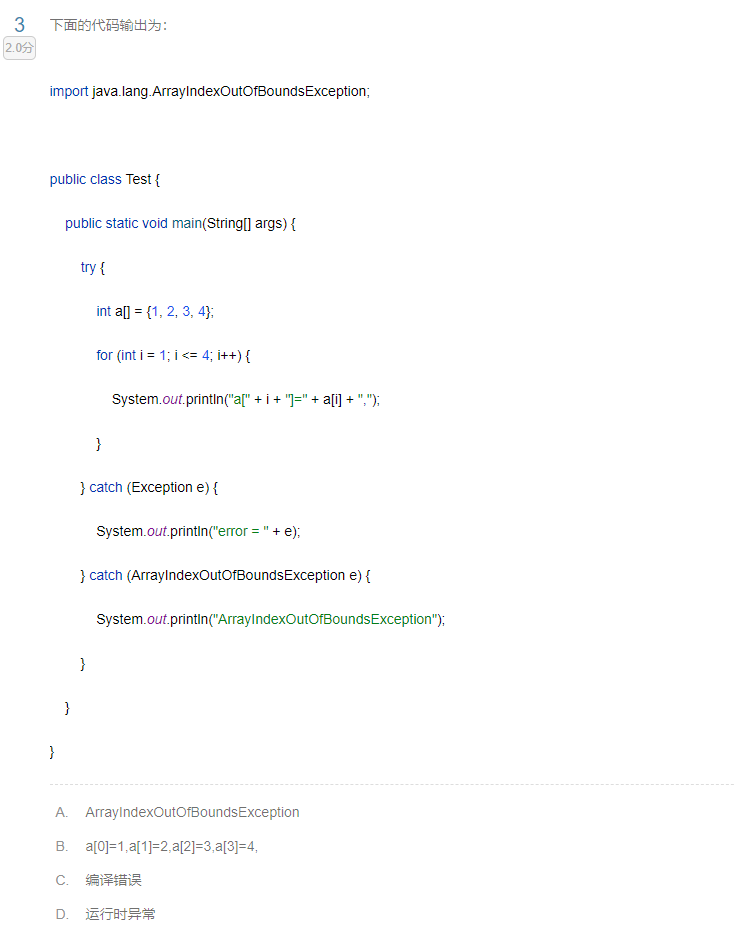 3 下面的代码输出为:
2.0分
import java.lang.ArrayIndexOutOfBoundsException;
public class Test {
public static void main(String[] args) {
try {
int a[] = {1, 2, 3, 4};
for (int i = 1; i <= 4; i++) {
System.out.println("a[" + i + "]=" + a[i] + ",");
}
} catch (Exception e) {
System.out.println("error = " + e);
} catch (ArrayIndexOutOfBoundsException e) {
System.out.println("ArrayIndexOutOfBoundsException");
}
}
}
A. ArrayIndexOutOfBoundsException
B. a[0]=1,a[1]=2,a[2]=3,a[3]=4,
C. 编译错误
D. 运行时异常